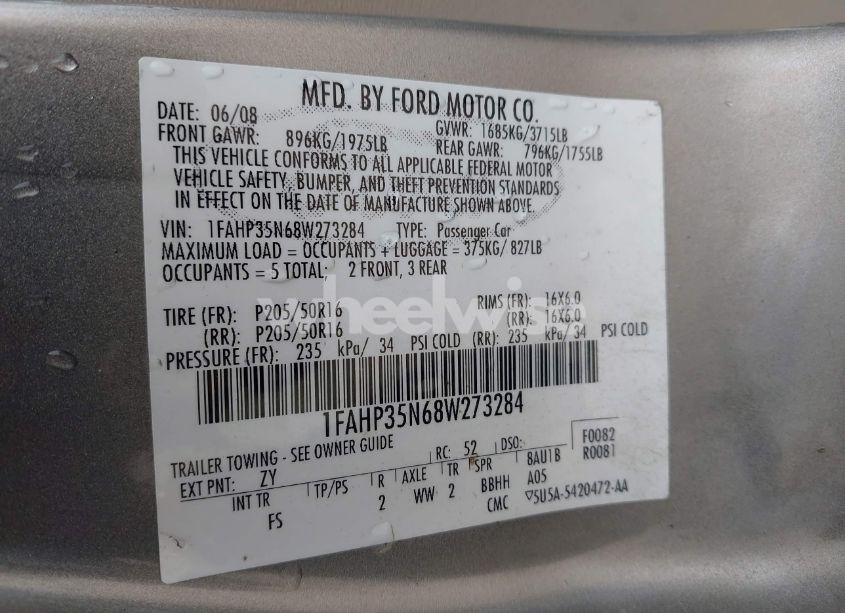 MFD. BY FORD MOTOR CO.
DATE: 06/08 GVWR: 1685KG/3715LB
FRONT GAWR: 896KG/1975LB REAR GAWR: 796KG/1755LB
THIS VEHICLE CONFORMS TO ALL APPLICABLE FEDERAL MOTOR
VEHICLE SAFETY, BUMPER, AND THEFT PREVENTION STANDARDS
IN EFFECT ON THE DATE OF MANUFACTURE SHOWN ABOVE.
VIN: 1FAHP35N68W273284 TYPE: Passenger Car
MAXIMUM LOAD = OCCUPANTS + LUGGAGE = 375KG/ 827LB
OCCUPANTS = 5 TOTAL, 2 FRONT, 3 REAR
TIRE (FR): P205/50R16 RIMS (FR): 16X6.0
(RR): P205/50R16 (RR): 16X6.0
PRESSURE (FR): 235 kPa/ 34 PSI COLD (RR): 235 kPa/ 34 PSI COLD
wheelwise
1FAHP35N68W273284
TRAILER TOWING - SEE OWNER GUIDE
EXT PNT: ZY RC: 52 DSO: F0082
INT TR TP/PS R AXLE TR SPR 8AU1B R0081
FS 2 WW 2 BBHH A05
CMC ▽5U5A-5420472-AA